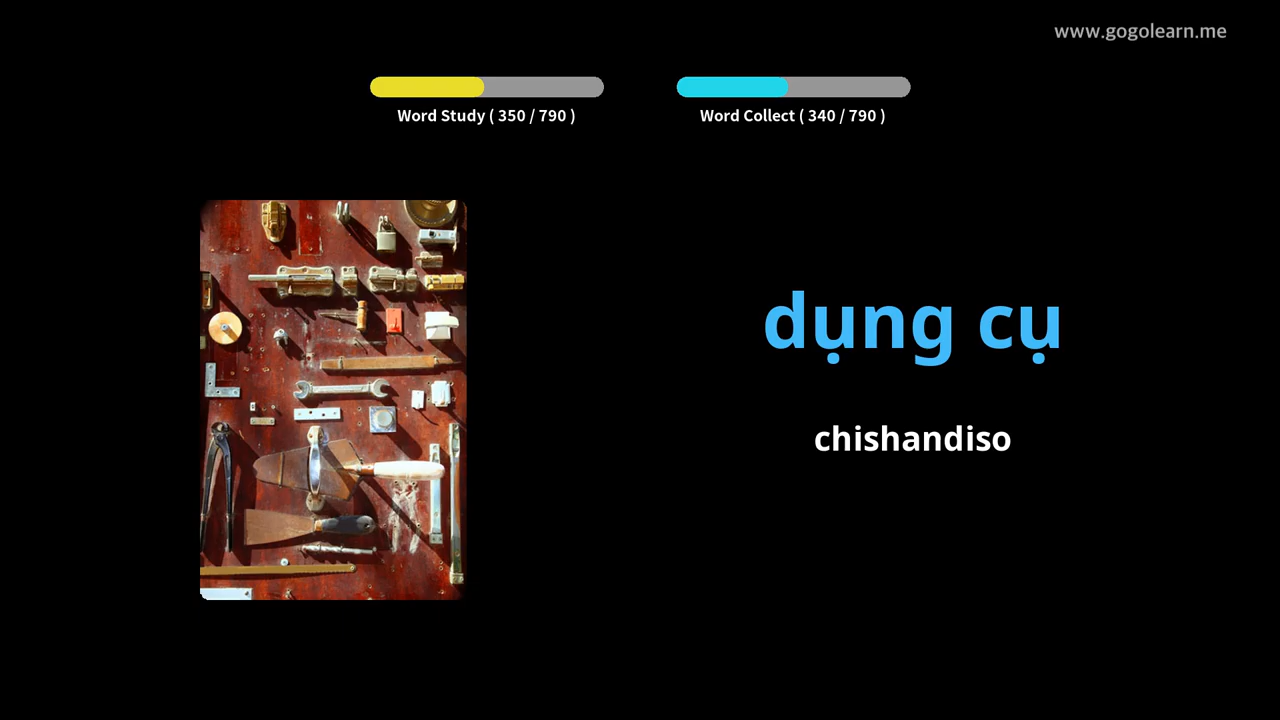 www.gogolearn.me
Word Study ( 350 / 790 )
Word Collect ( 340 / 790 )
dụng cụ
chishandiso